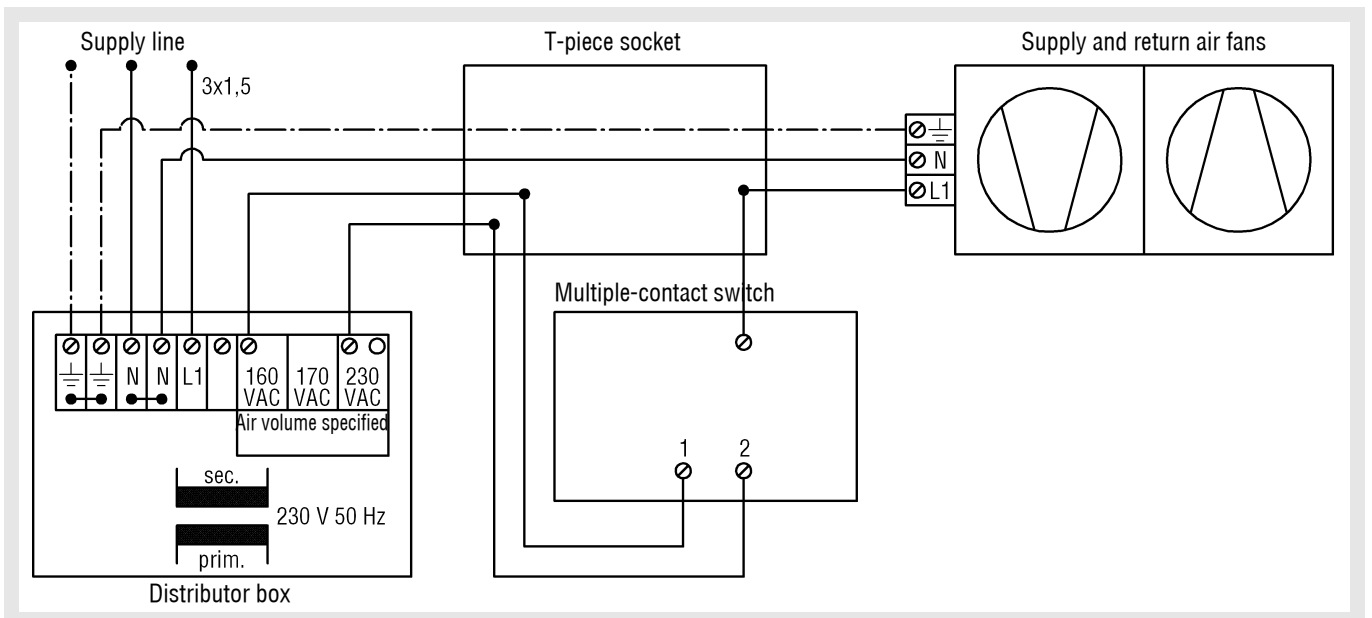 Supply line
T-piece socket
Supply and return air fans
3x1,5
N
L1
Multiple-contact switch
N N L1
160 VAC
170 VAC
230 VAC
Air volume specified
1 2
sec.
230 V 50 Hz
prim.
Distributor box